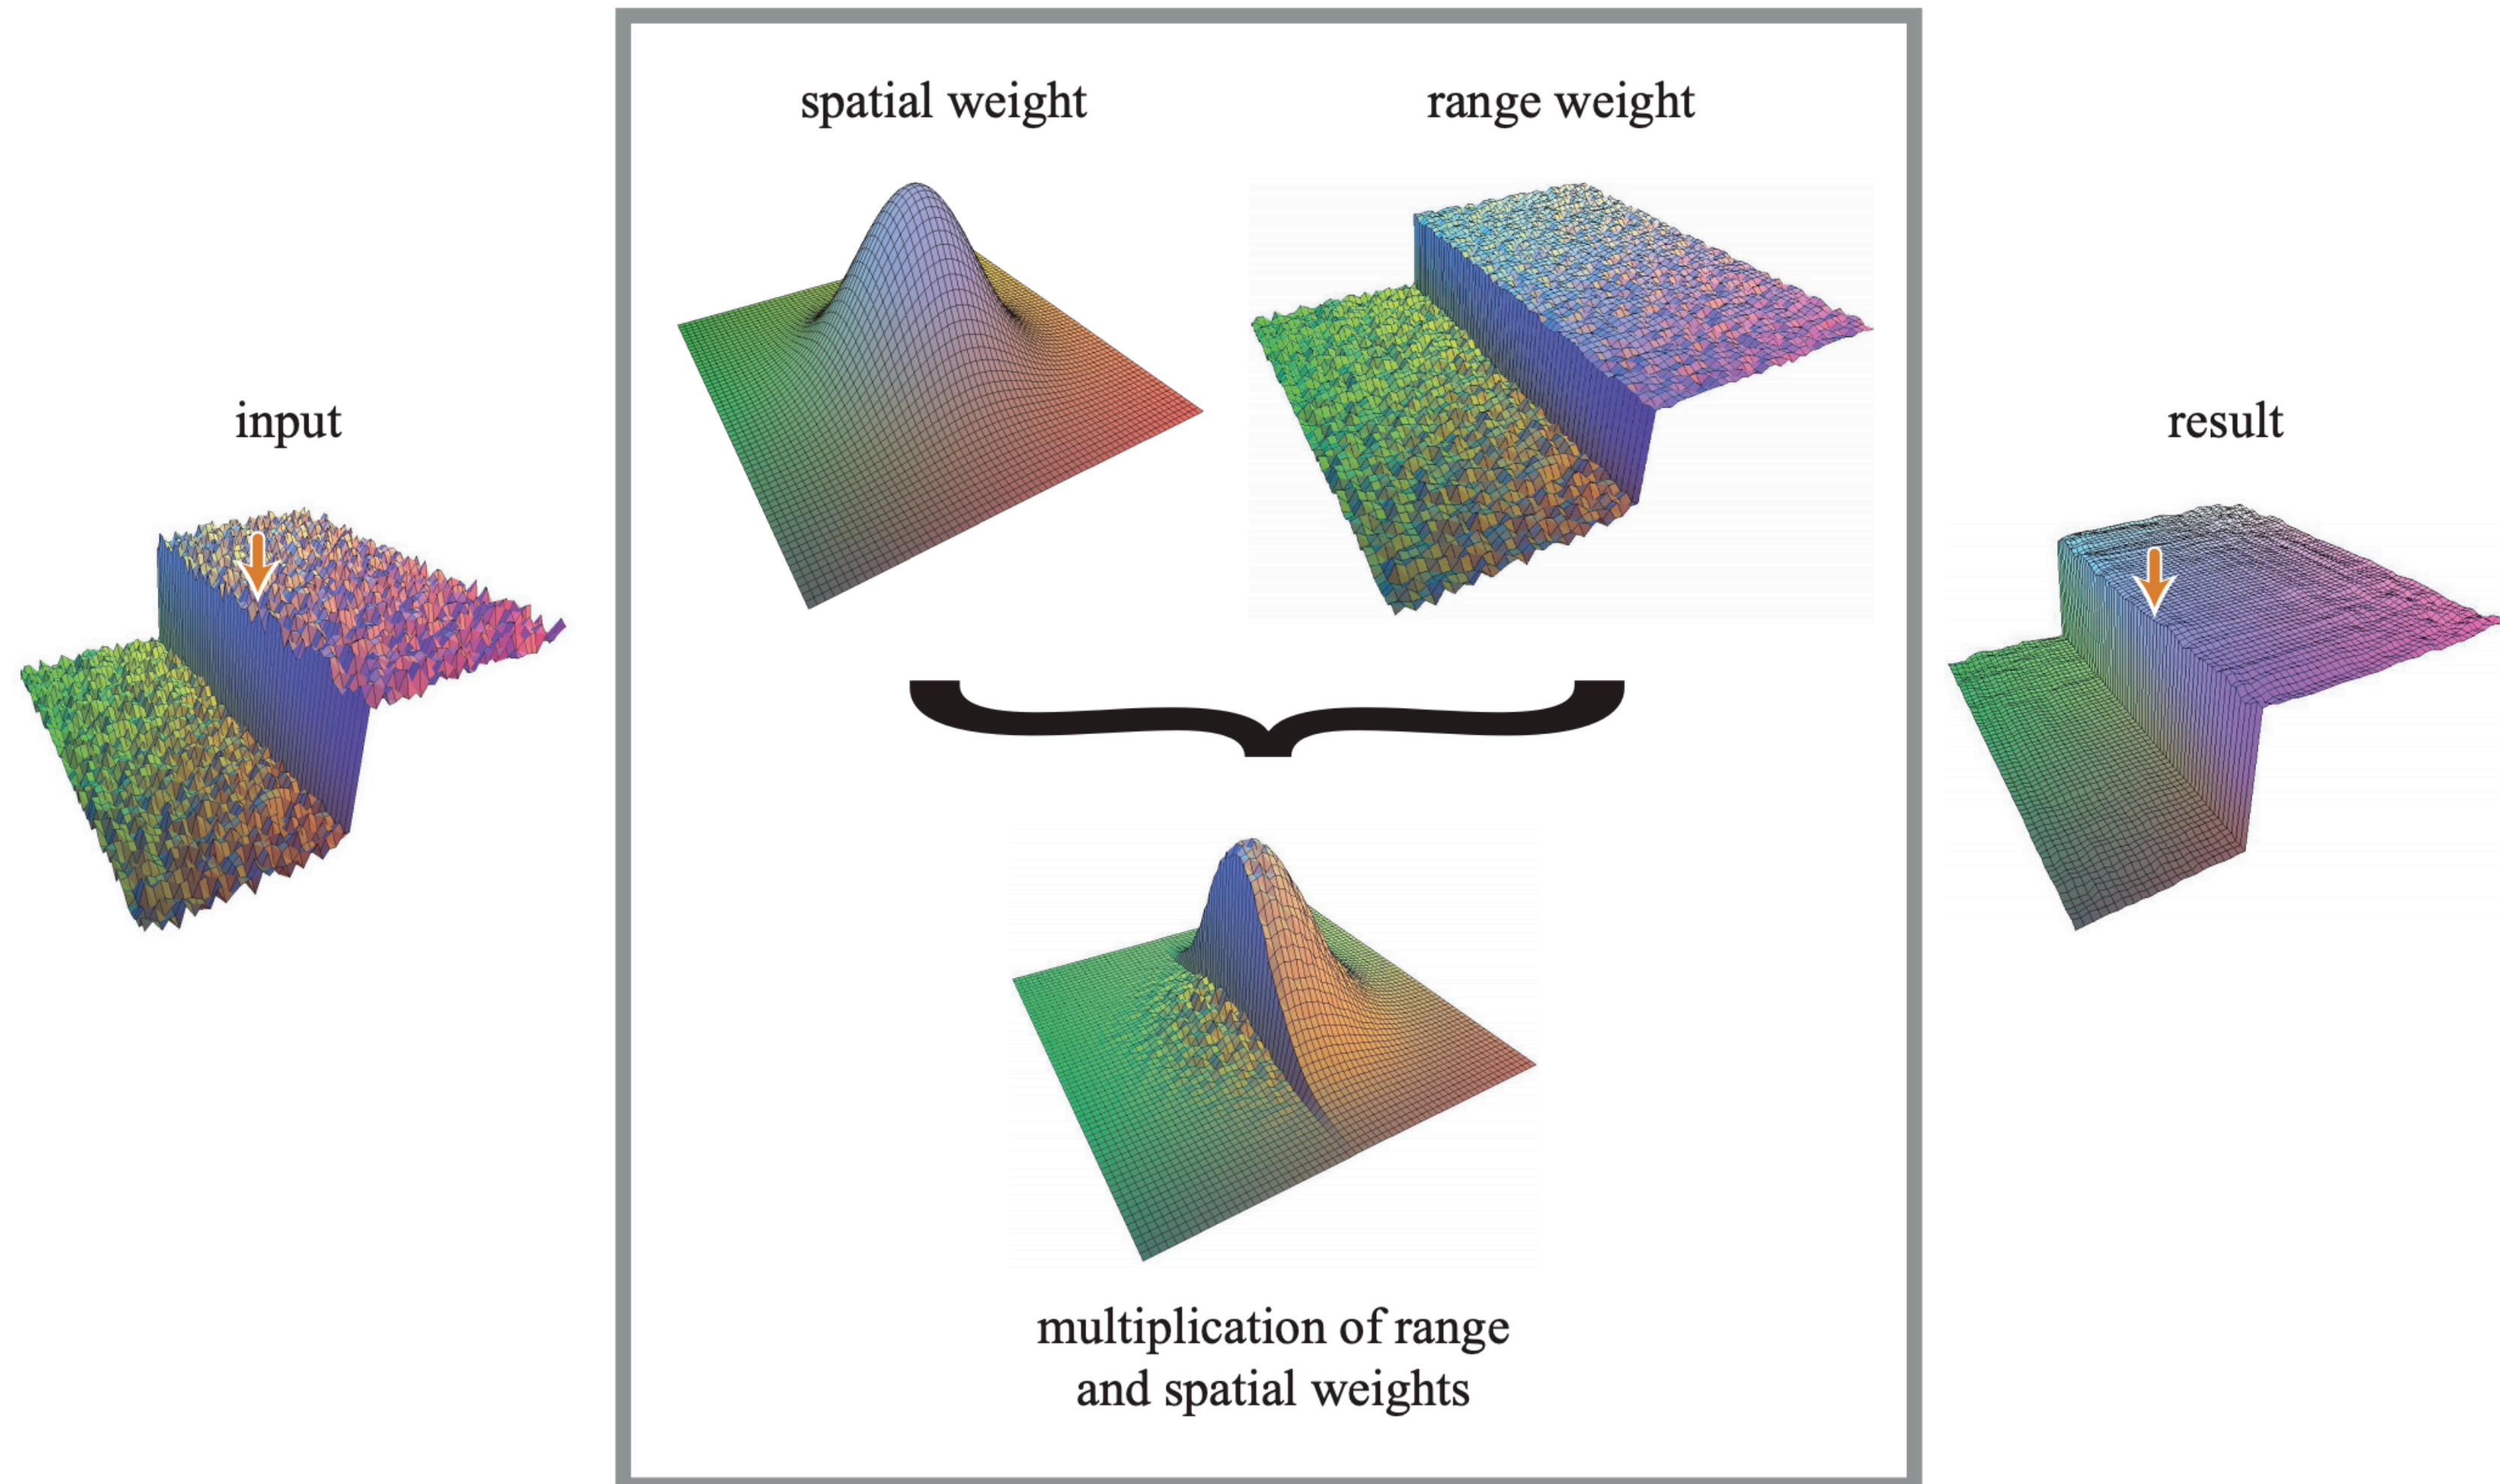 input
spatial weight
range weight
multiplication of range
and spatial weights
result